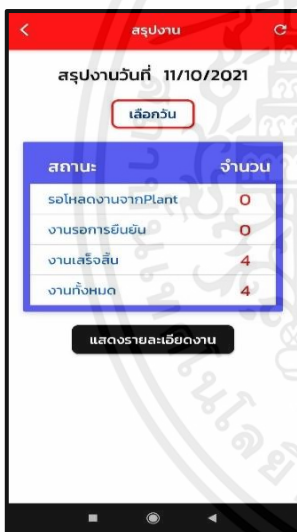 สรุปงาน
สรุปงานวันที่ 11/10/2021
เลือกวัน
สถานะ จำนวน
รอโหลดงานจากPlant 0
งานรอการยืนยัน 0
งานเสร็จสิ้น 4
งานทั้งหมด 4
แสดงรายละเอียดงาน